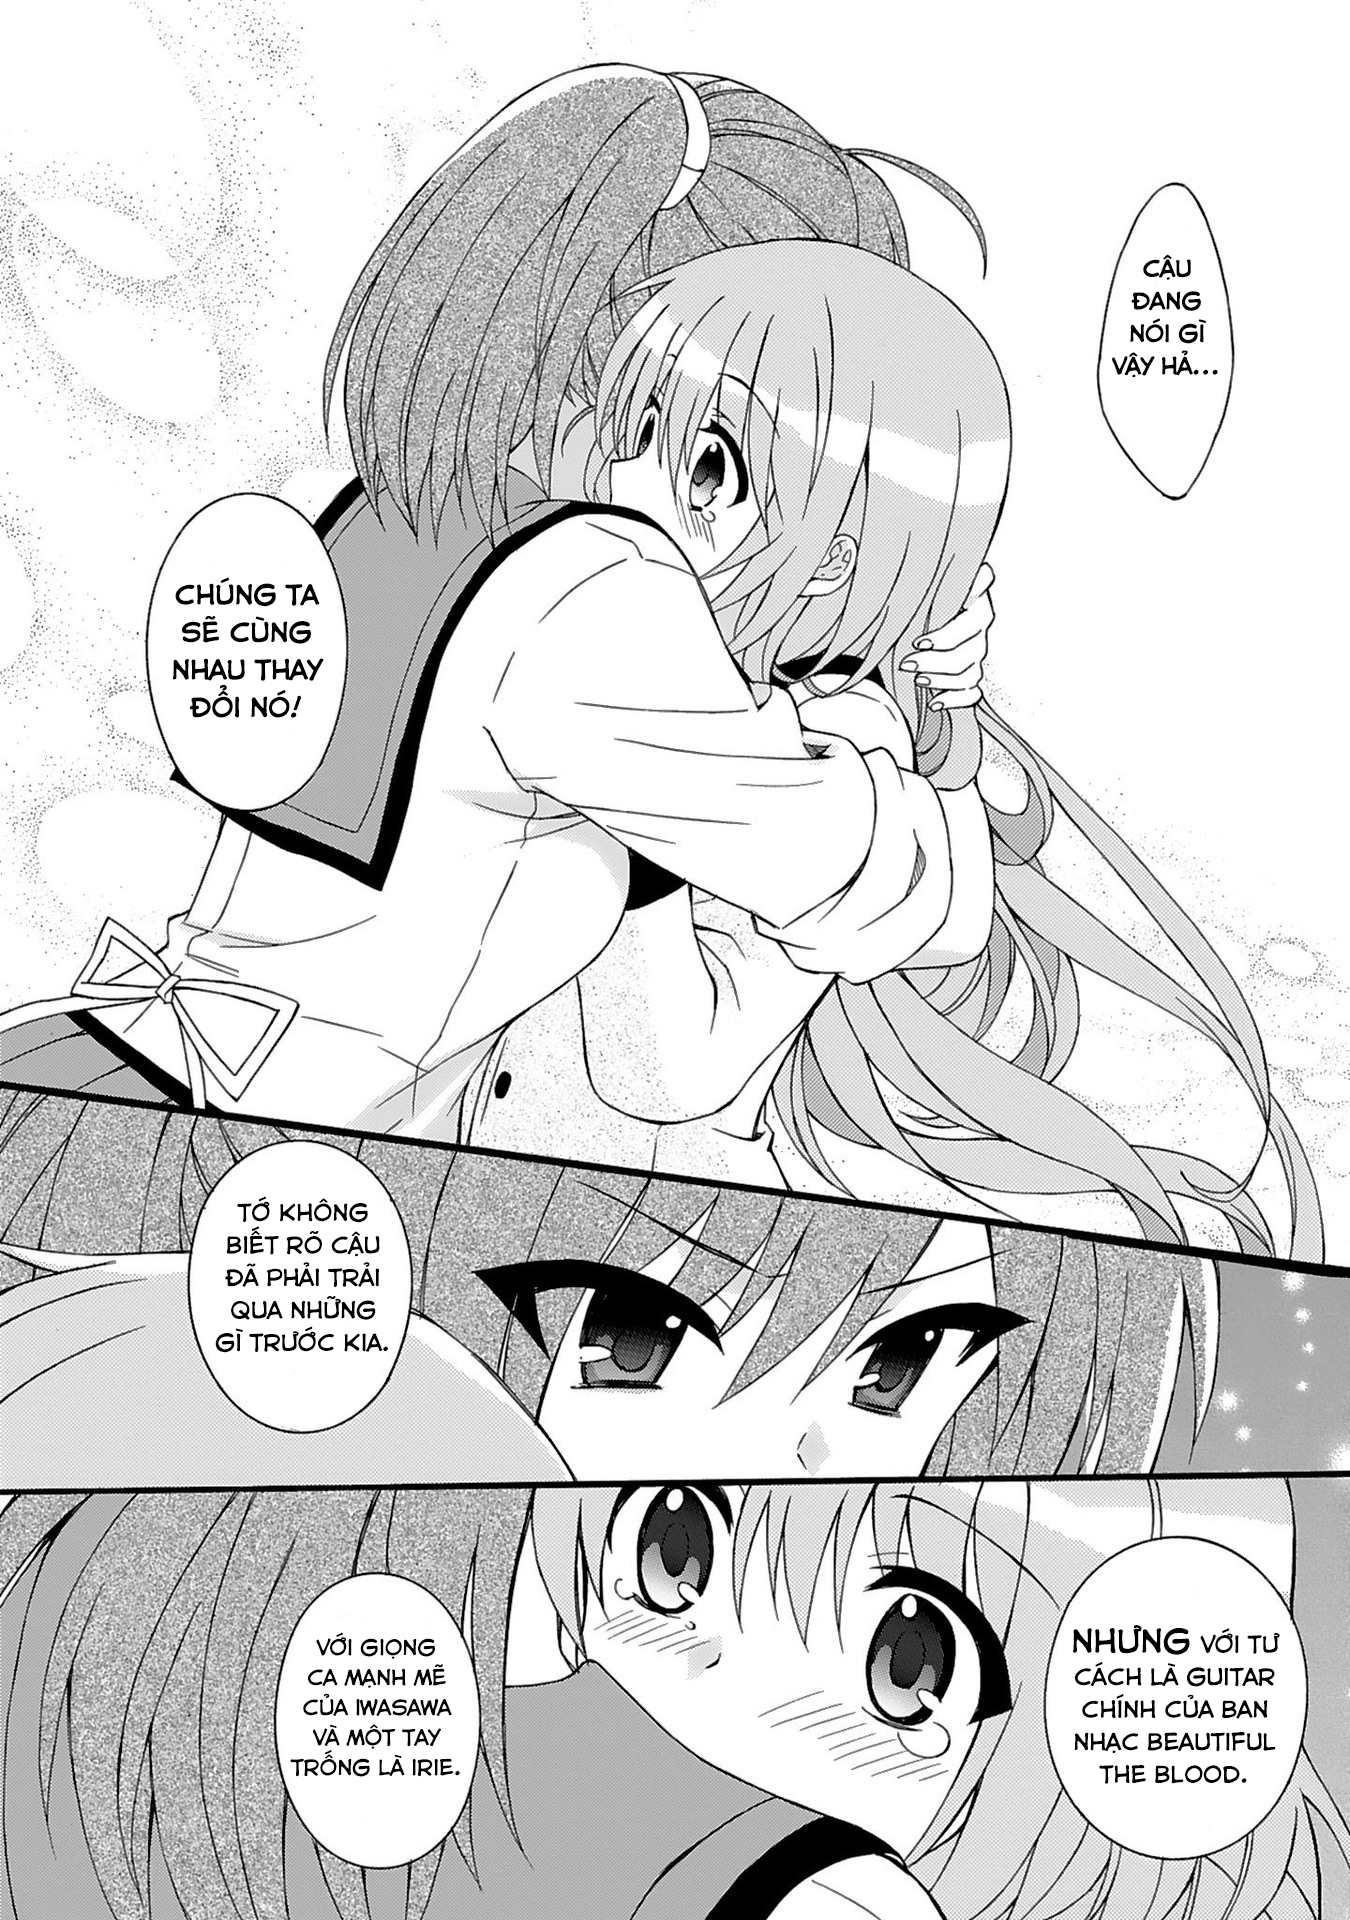 CẬU
ĐANG
NÓI GÌ
VẬY HẢ...
CHÚNG TA
SẼ CÙNG
NHAU THAY
ĐỔI NÓ!
TỚ KHÔNG
BIẾT RÕ CẬU
ĐÃ PHẢI TRẢI
QUA NHỮNG
GÌ TRƯỚC KIA.
NHƯNG VỚI TƯ
CÁCH LÀ GUITAR
CHÍNH CỦA BAN
NHẠC BEAUTIFUL
THE BLOOD.
VỚI GIỌNG
CA MẠNH MẼ
CỦA IWASAWA
VÀ MỘT TAY
TRỐNG LÀ IRIE.